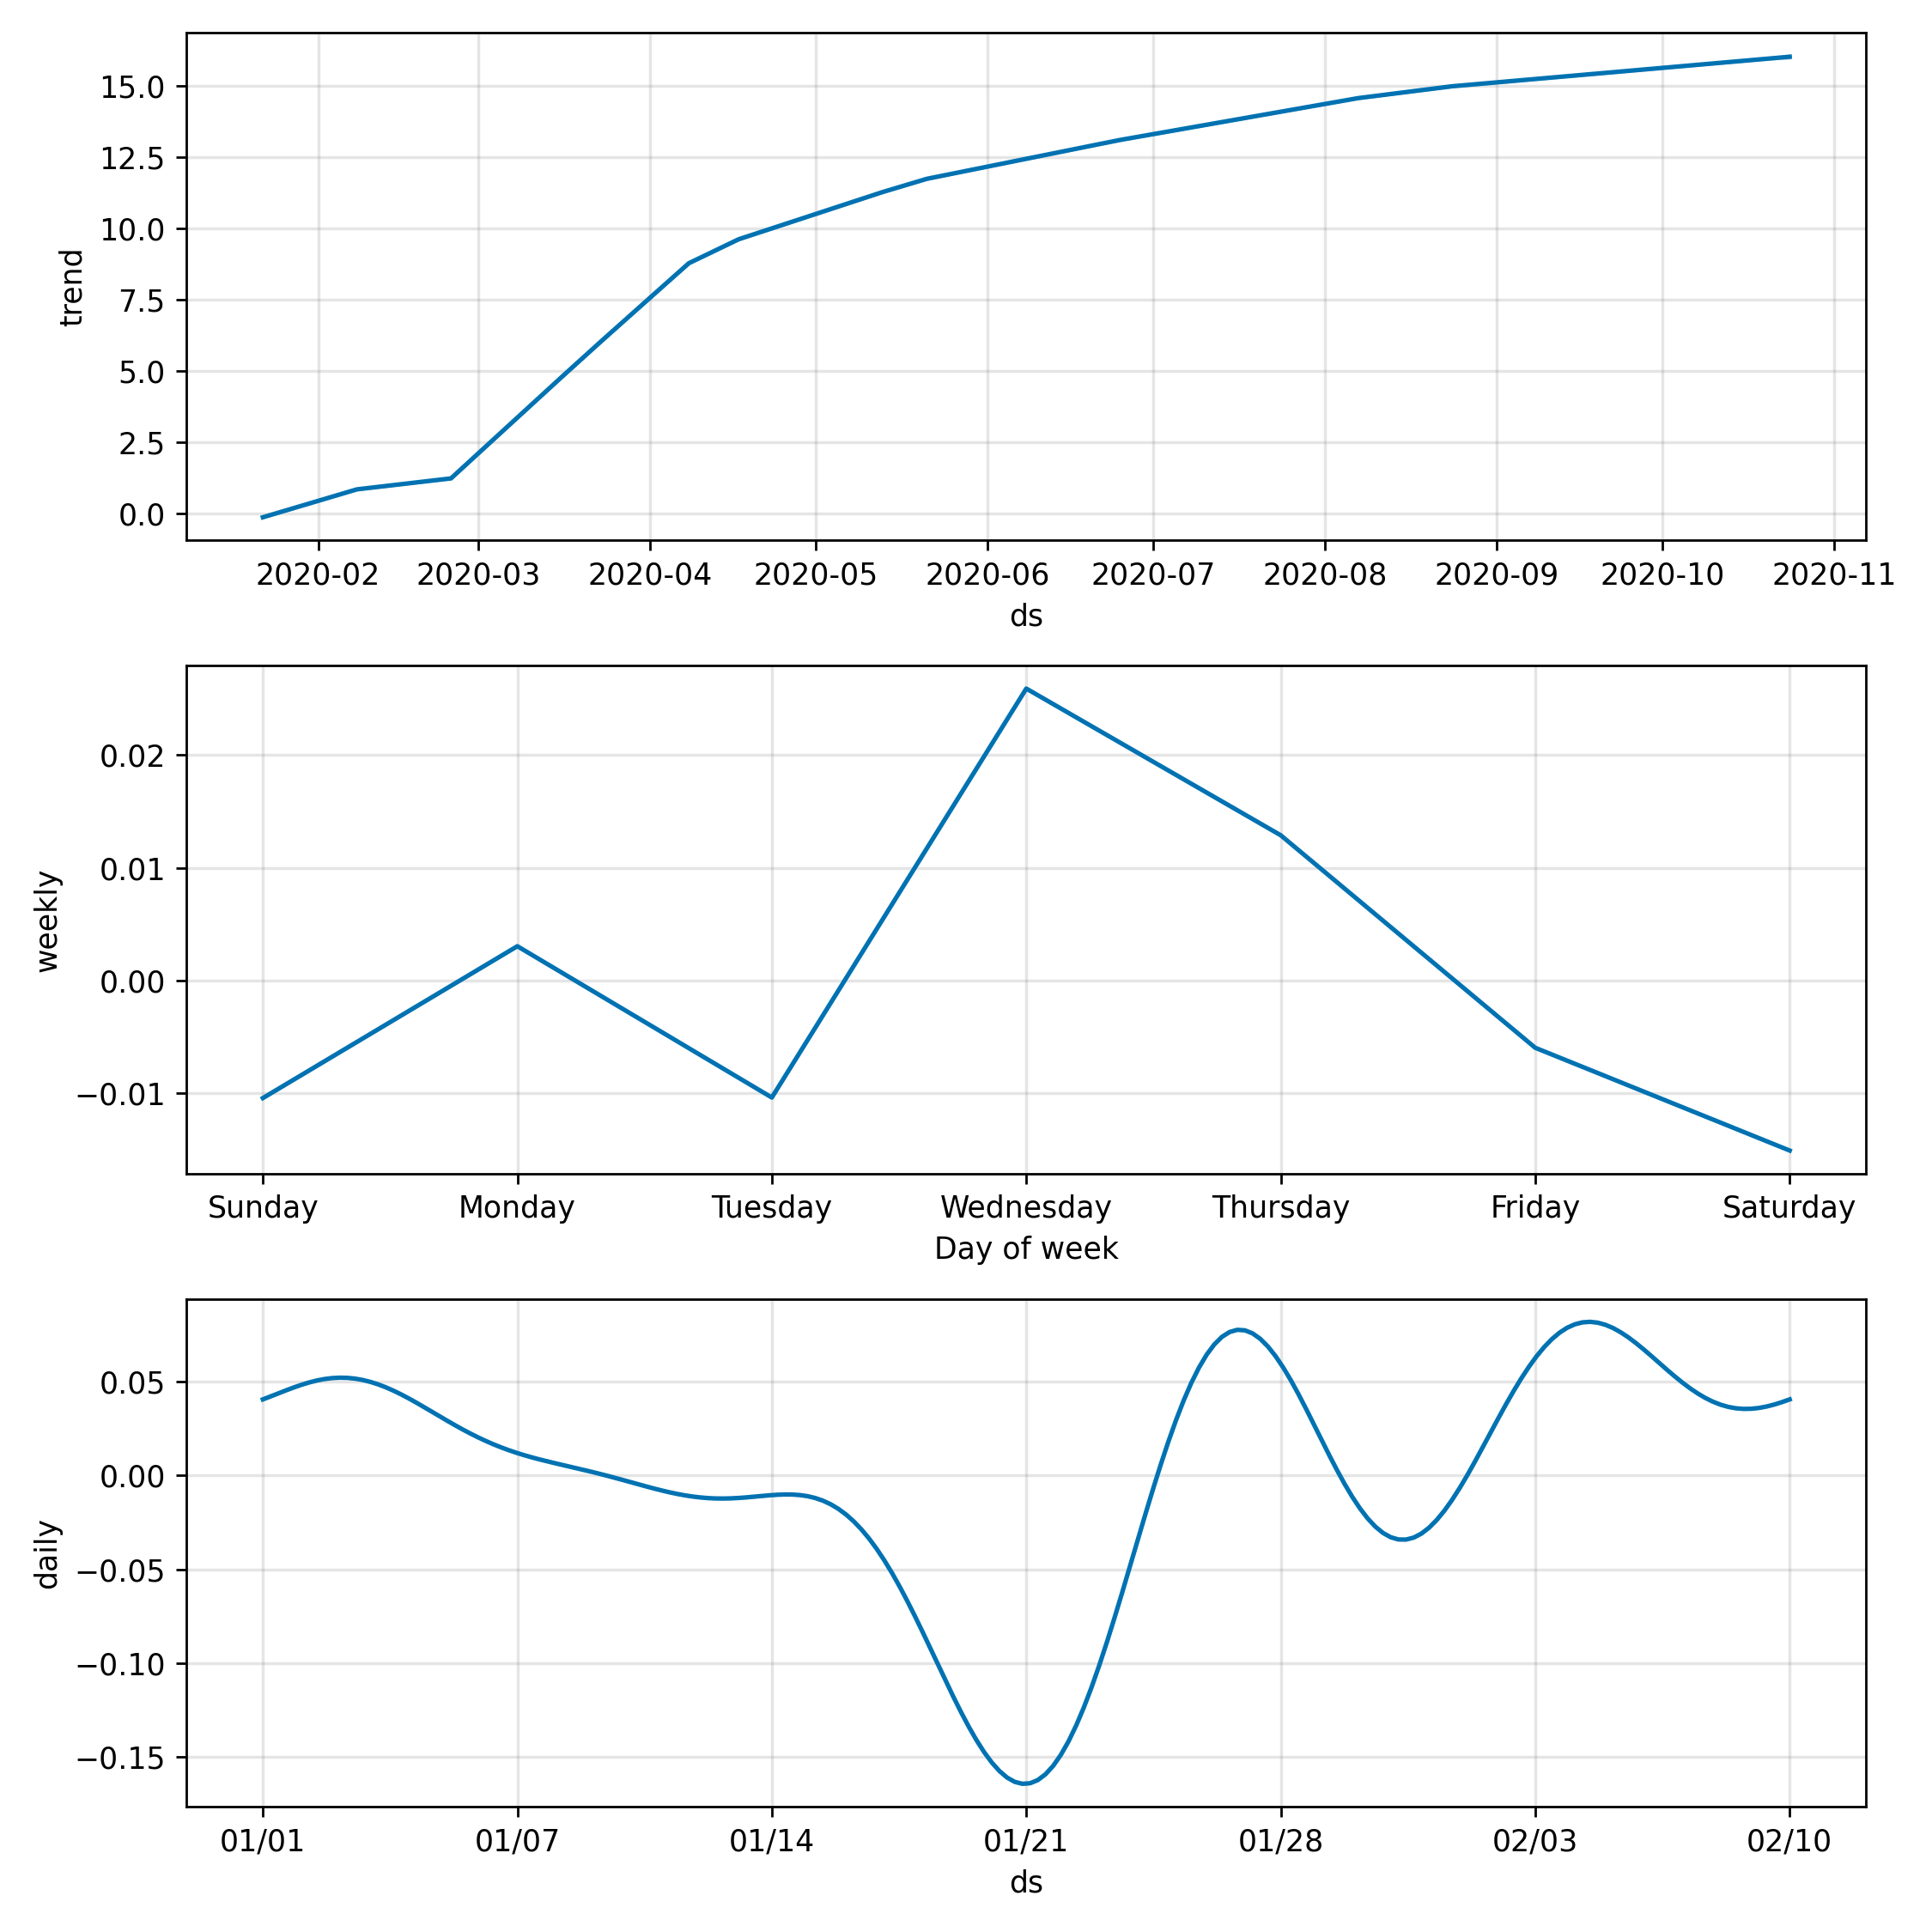 15.0
12.5
10.0
7.5
5.0
2.5
0.0
trend
2020-02 2020-03 2020-04 2020-05 2020-06 2020-07 2020-08 2020-09 2020-10 2020-11
ds
0.02
0.01
0.00
−0.01
weekly
Sunday Monday Tuesday Wednesday Thursday Friday Saturday
Day of week
0.05
0.00
−0.05
−0.10
−0.15
daily
01/01 01/07 01/14 01/21 01/28 02/03 02/10
ds